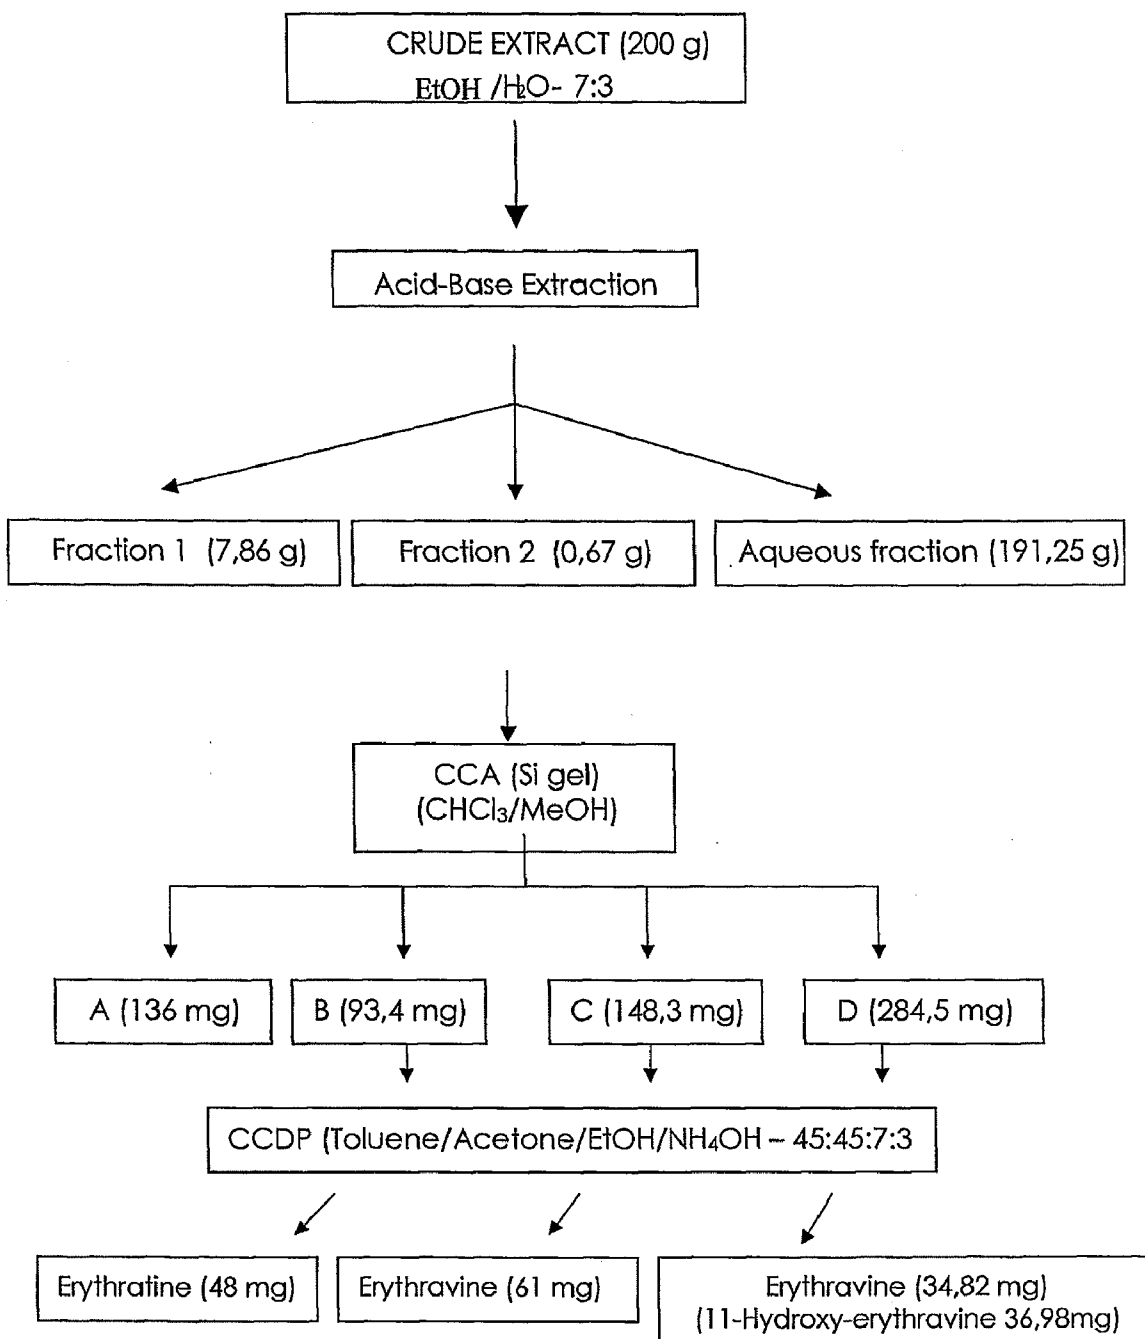 CRUDE EXTRACT (200 g)
EtOH /H₂O- 7:3
Acid-Base Extraction
Fraction 1 (7,86 g)
Fraction 2 (0,67 g)
Aqueous fraction (191,25 g)
CCA (Si gel)
(CHCl₃/MeOH)
A (136 mg)
B (93,4 mg)
C (148,3 mg)
D (284,5 mg)
CCDP (Toluene/Acetone/EtOH/NH₄OH – 45:45:7:3
Erythratine (48 mg)
Erythravine (61 mg)
Erythravine (34,82 mg)
(11-Hydroxy-erythravine 36,98mg)